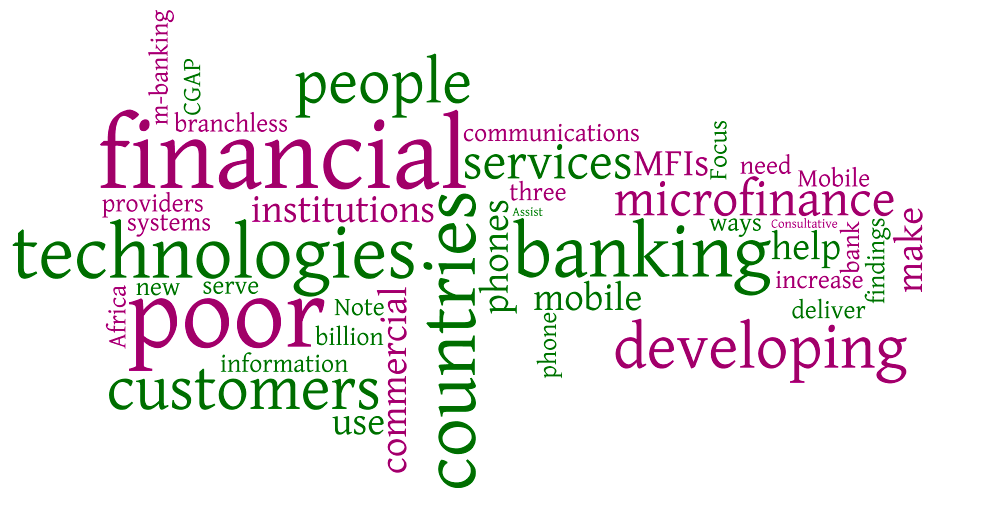 m-banking
CGAP
people
branchless
financial
communications
services
MFIs
Focus
need
Mobile
three
microfinance
providers
institutions
systems
Assist
ways
Consultative
technologies
.
countries
phones
banking
help
bank
findings
make
increase
new
serve
mobile
deliver
Africa
poor
Note
billion
commercial
phone
developing
information
customers
use